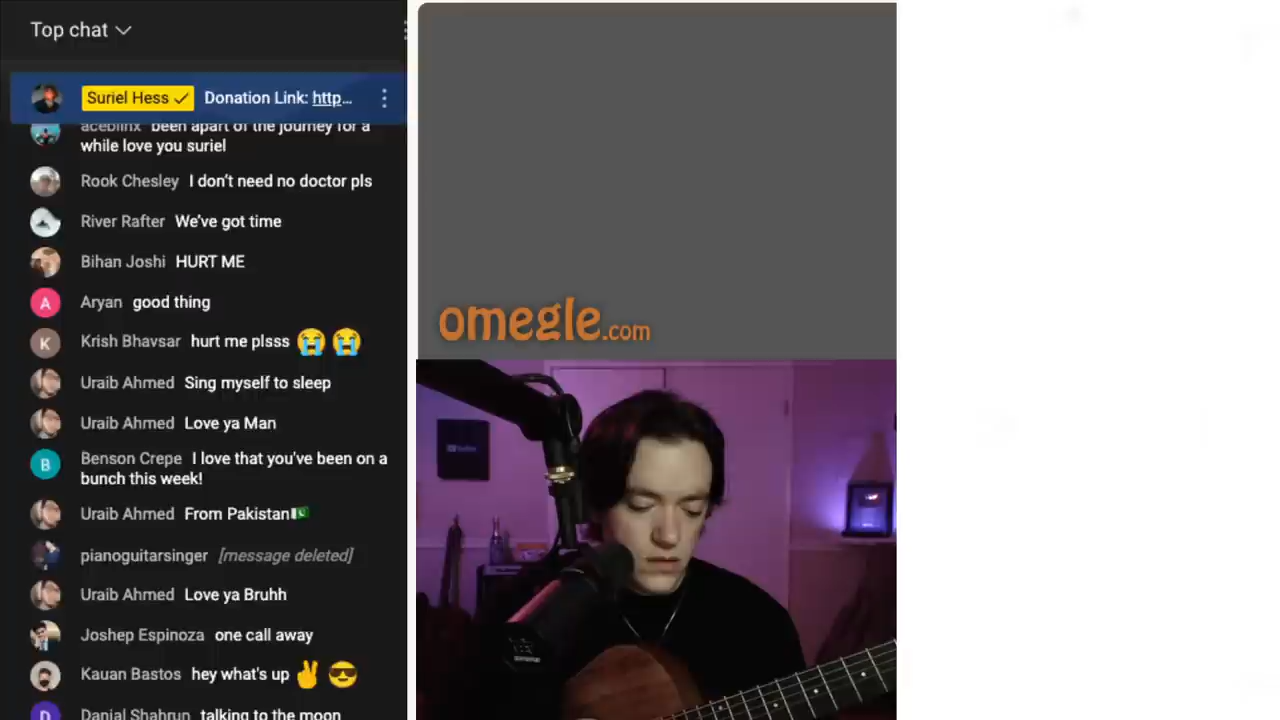 Top chat
Suriel Hess Donation Link: http...
aceblinx been apart of the journey for a
while love you suriel
Rook Chesley I don't need no doctor pls
River Rafter We've got time
Bihan Joshi HURT ME
A Aryan good thing
K Krish Bhavsar hurt me plsss 😭 😭
Uraib Ahmed Sing myself to sleep
Uraib Ahmed Love ya Man
B Benson Crepe I love that you've been on a
bunch this week!
Uraib Ahmed From Pakistan🇵🇰
pianoguitarsinger [message deleted]
Uraib Ahmed Love ya Bruhh
Joshep Espinoza one call away
Kauan Bastos hey what's up ✌ 😎
D Danial Shahrun talking to the moon
omegle.com